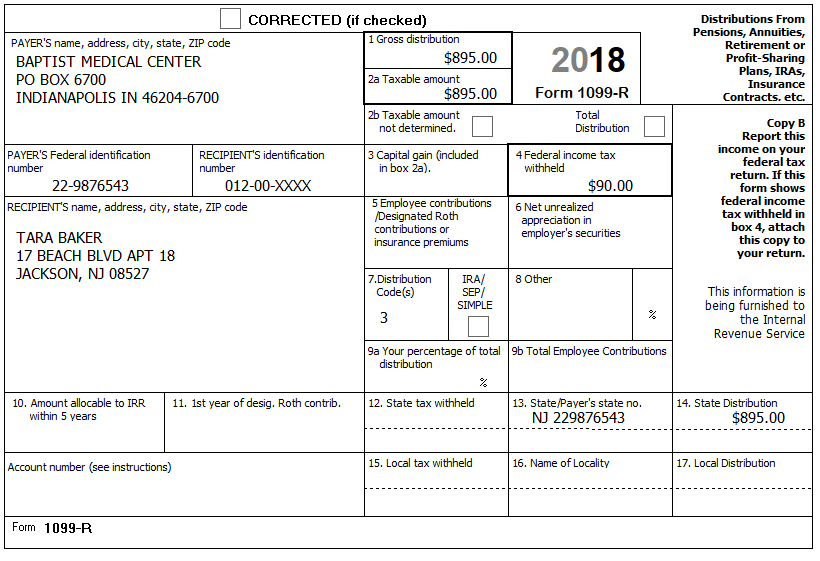 CORRECTED (if checked)
PAYER'S name, address, city, state, ZIP code
BAPTIST MEDICAL CENTER
PO BOX 6700
INDIANAPOLIS IN 46204-6700
1 Gross distribution
$895.00
2a Taxable amount
$895.00
2018
Form 1099-R
Distributions From
Pensions, Annuities,
Retirement or
Profit-Sharing
Plans, IRAs,
Insurance
Contracts. etc.
2b Taxable amount
not determined.
Total
Distribution
Copy B
Report this
income on your
federal tax
return. If this
form shows
federal income
tax withheld in
box 4, attach
this copy to
your return.
This information is
being furnished to
the Internal
Revenue Service
PAYER'S Federal identification
number
22-9876543
RECIPIENT'S identification
number
012-00-XXXX
3 Capital gain (included
in box 2a).
4 Federal income tax
withheld
$90.00
RECIPIENT'S name, address, city, state, ZIP code
TARA BAKER
17 BEACH BLVD APT 18
JACKSON, NJ 08527
5 Employee contributions
/Designated Roth
contributions or
insurance premiums
6 Net unrealized
appreciation in
employer's securities
7.Distribution
Code(s)
3
IRA/
SEP/
SIMPLE
8 Other
%
9a Your percentage of total
distribution
%
9b Total Employee Contributions
10. Amount allocable to IRR
within 5 years
11. 1st year of desig. Roth contrib.
12. State tax withheld
13. State/Payer's state no.
NJ 229876543
14. State Distribution
$895.00
Account number (see instructions)
15. Local tax withheld
16. Name of Locality
17. Local Distribution
Form 1099-R